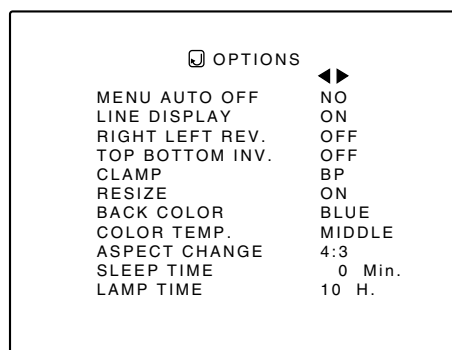 OPTIONS
◀▶
MENU AUTO OFF NO
LINE DISPLAY ON
RIGHT LEFT REV. OFF
TOP BOTTOM INV. OFF
CLAMP BP
RESIZE ON
BACK COLOR BLUE
COLOR TEMP. MIDDLE
ASPECT CHANGE 4:3
SLEEP TIME 0 Min.
LAMP TIME 10 H.